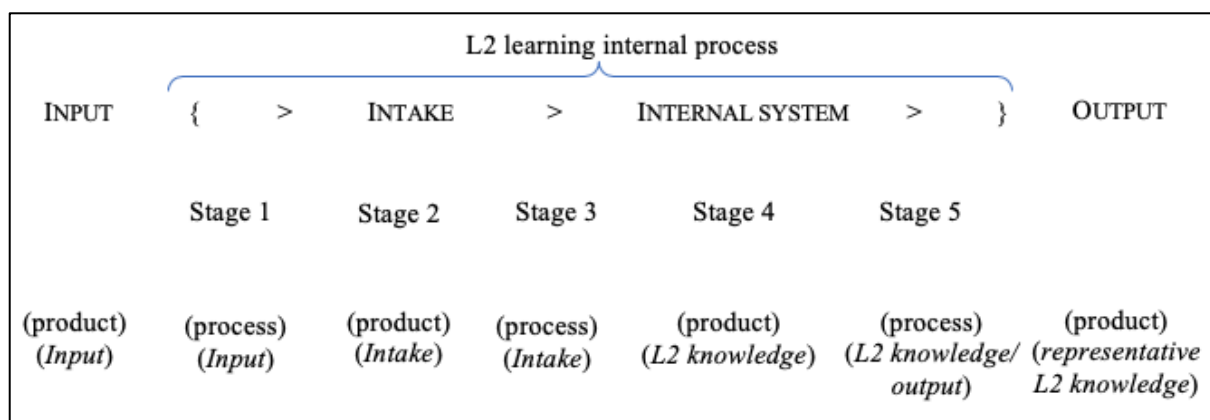 L2 learning internal process
INPUT { > INTAKE > INTERNAL SYSTEM > } OUTPUT
Stage 1 Stage 2 Stage 3 Stage 4 Stage 5
(product) (process) (product) (process) (product) (process) (product)
(Input) (Input) (Intake) (Intake) (L2 knowledge) (L2 knowledge/ (representative
output) L2 knowledge)